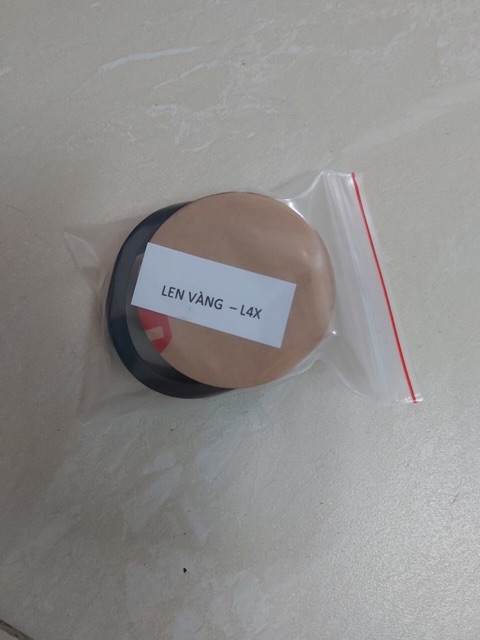 LEN VÀNG – L4X